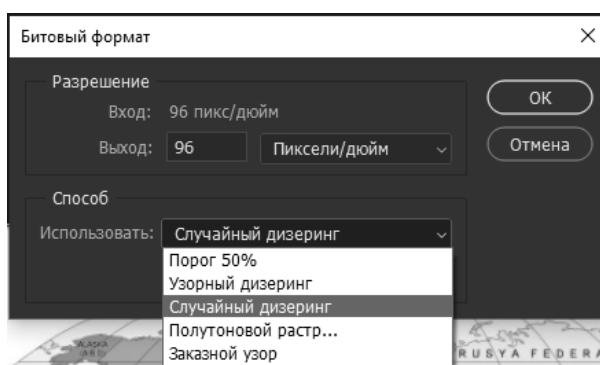 Битовый формат
Разрешение
Вход: 96 пикс/дюйм
Выход: 96 Пиксели/дюйм
OK
Отмена
Способ
Использовать: Случайный дизеринг
Порог 50%
Узорный дизеринг
Случайный дизеринг
Полутоновой растр...
Заказной узор
ALASKA
RUSYA FEDERA